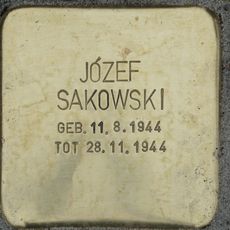 JÓZEF
SAKOWSKI
GEB. 11. 8. 1944
TOT 28. 11. 1944